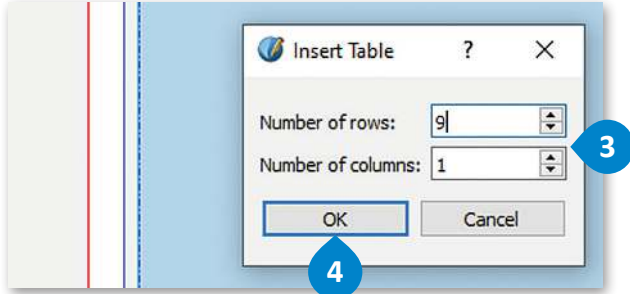 Insert Table ?
Number of rows: 9
3
Number of columns: 1
OK Cancel
4